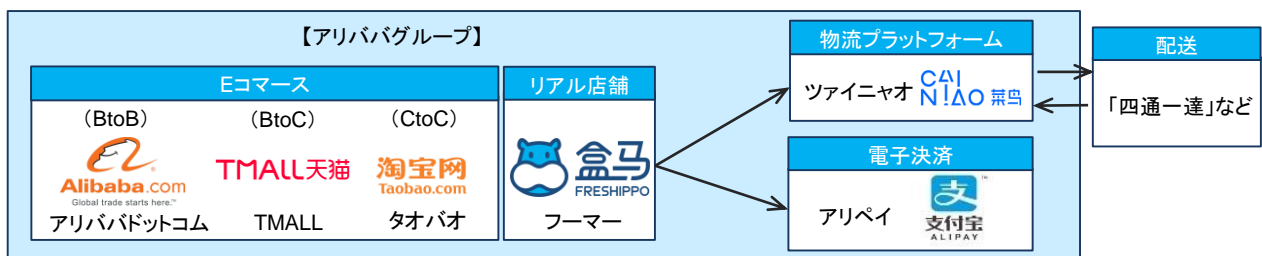 【アリババグループ】
Eコマース
（BtoB）
（BtoC）
（CtoC）
Alibaba.com
Global trade starts here.™
TMALL天猫
淘宝网
Taobao.com
アリババドットコム
TMALL
タオバオ
リアル店舗
盒马
FRESHIPPO
フーマー
物流プラットフォーム
ツァイニャオ
CAI
NIAO 菜鸟
電子決済
アリペイ
支
™
支付宝
ALIPAY
配送
「四通一達」など